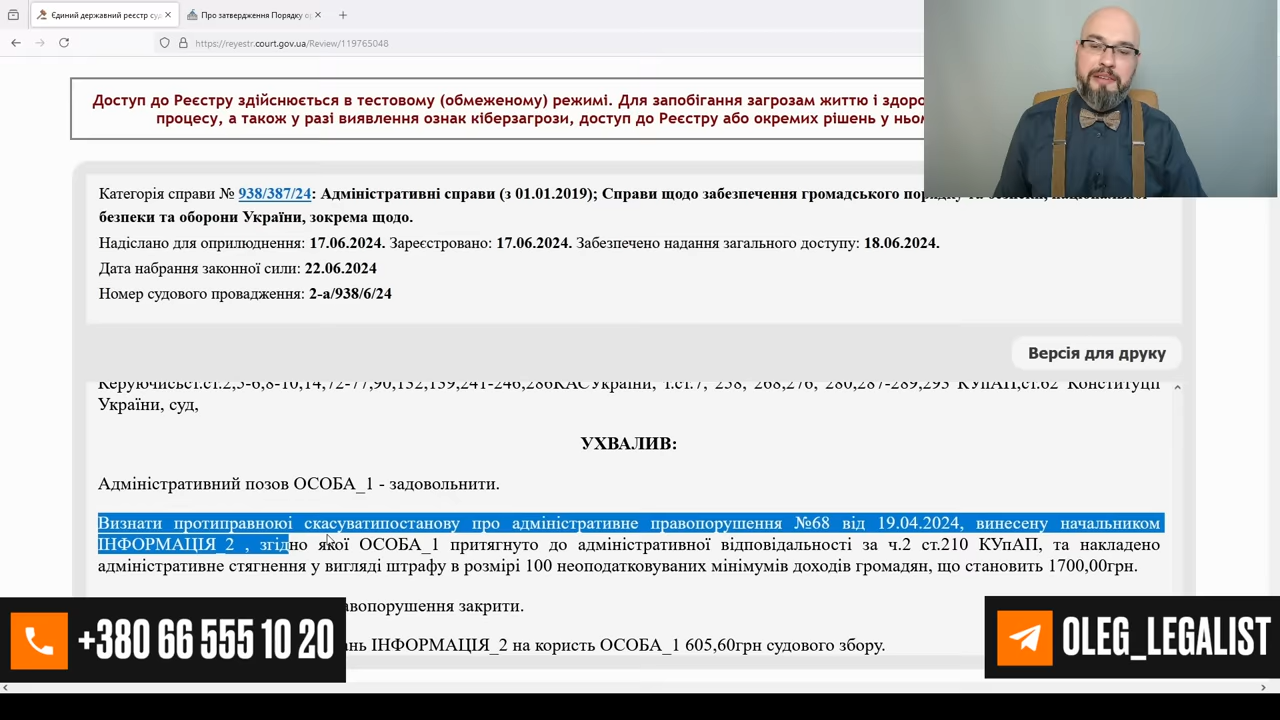 Єдиний державний реєстр су
Про затвердження Порядку о
https://reyestr.court.gov.ua/Review/119765048
Доступ до Реєстру здійснюється в тестовому (обмеженому) режимі. Для запобігання загрозам життю і здоро
процесу, а також у разі виявлення ознак кіберзагрози, доступ до Реєстру або окремих рішень у ньом
Категорія справи № 938/387/24: Адміністративні справи (з 01.01.2019); Справи щодо забезпечення громадського
безпеки та оборони України, зокрема щодо.
Надіслано для оприлюднення: 17.06.2024. Зареєстровано: 17.06.2024. Забезпечено надання загального доступу: 18.06.2024.
Дата набрання законної сили: 22.06.2024
Номер судового провадження: 2-а/938/6/24
Версія для друку
України, суд,
УХВАЛИВ:
Адміністративний позов ОСОБА_1 - задовольнити.
Визнати протиправноюі скасуватипостанову про адміністративне правопорушення №68 від 19.04.2024, винесену начальником
ІНФОРМАЦІЯ_2 , згідно якої ОСОБА_1 притягнуто до адміністративної відповідальності за ч.2 ст.210 КУпАП, та накладено
адміністративне стягнення у вигляді штрафу в розмірі 100 неоподатковуваних мінімумів доходів громадян, що становить 1700,00грн.
равопорушення закрити.
ань ІНФОРМАЦІЯ_2 на користь ОСОБА_1 605,60грн судового збору.
+380 66 555 10 20
OLEG_LEGALIST